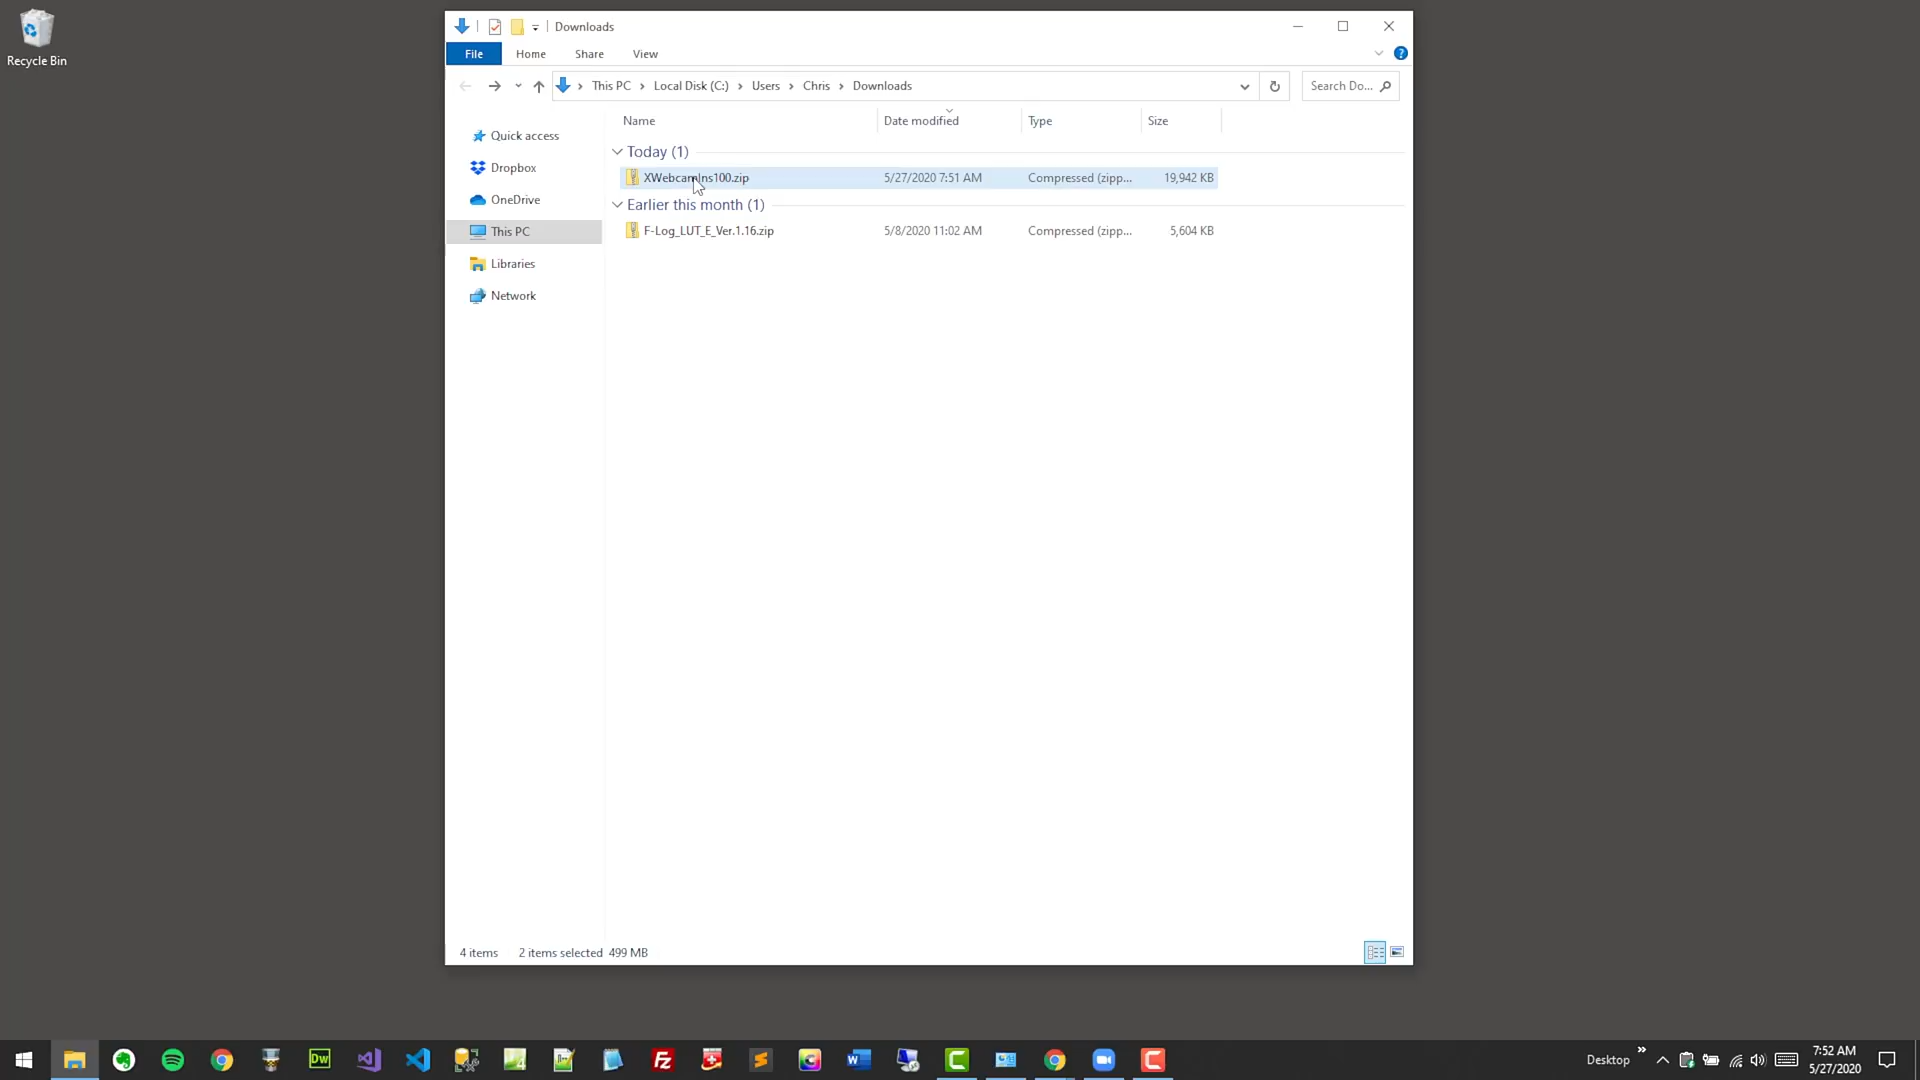 Recycle Bin
Downloads
File Home Share View
This PC Local Disk (C:) Users Chris Downloads
Search Do...
Name Date modified Type Size
Quick access
Dropbox
OneDrive
This PC
Libraries
Network
Today (1)
XWebcamIns100.zip 5/27/2020 7:51 AM Compressed (zipp... 19,942 KB
Earlier this month (1)
F-Log_LUT_E_Ver.1.16.zip 5/8/2020 11:02 AM Compressed (zipp... 5,604 KB
4 items 2 items selected 499 MB
Dw
Fz
Desktop
7:52 AM
5/27/2020